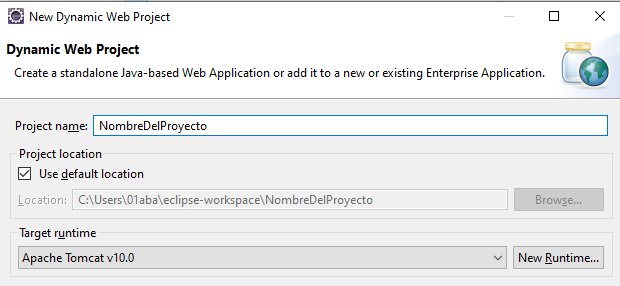 New Dynamic Web Project
Dynamic Web Project
Create a standalone Java-based Web Application or add it to a new or existing Enterprise Application.
Project name: NombreDelProyecto
Project location
Use default location
Location: C:\Users\01aba\eclipse-workspace\NombreDelProyecto Browse...
Target runtime
Apache Tomcat v10.0 New Runtime...